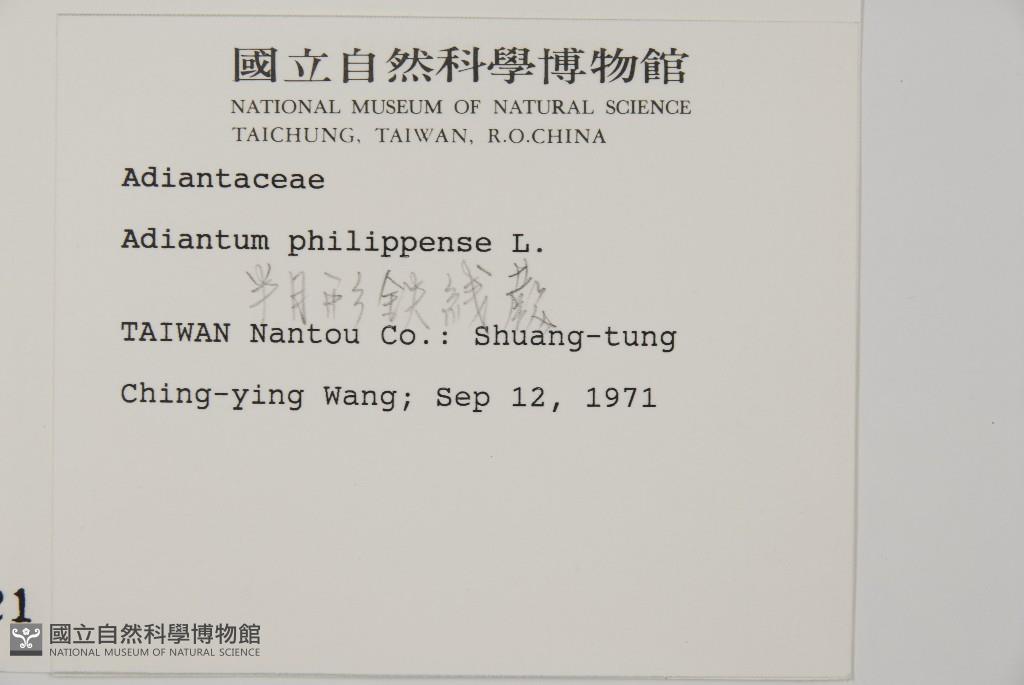 國立自然科學博物館
NATIONAL MUSEUM OF NATURAL SCIENCE
TAICHUNG, TAIWAN, R.O.CHINA
Adiantaceae
Adiantum philippense L.
半月形鉄線蕨
TAIWAN Nantou Co.: Shuang-tung
Ching-ying Wang; Sep 12, 1971
21
國立自然科學博物館
NATIONAL MUSEUM OF NATURAL SCIENCE